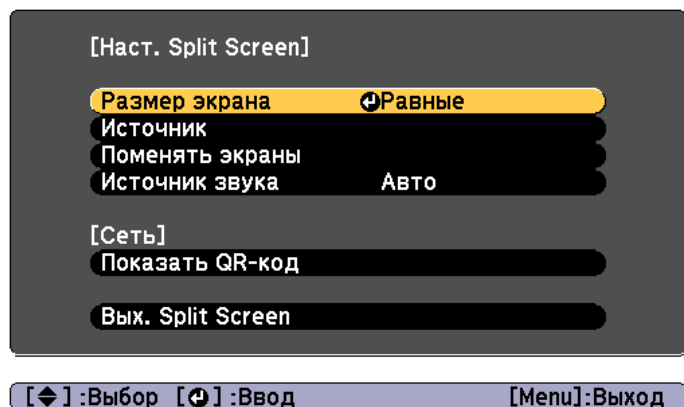 [Наст. Split Screen]
Размер экрана Равные
Источник
Поменять экраны
Источник звука Авто
[Сеть]
Показать QR-код
Вых. Split Screen
[◆] :Выбор [⏎] :Ввод [Menu]:Выход